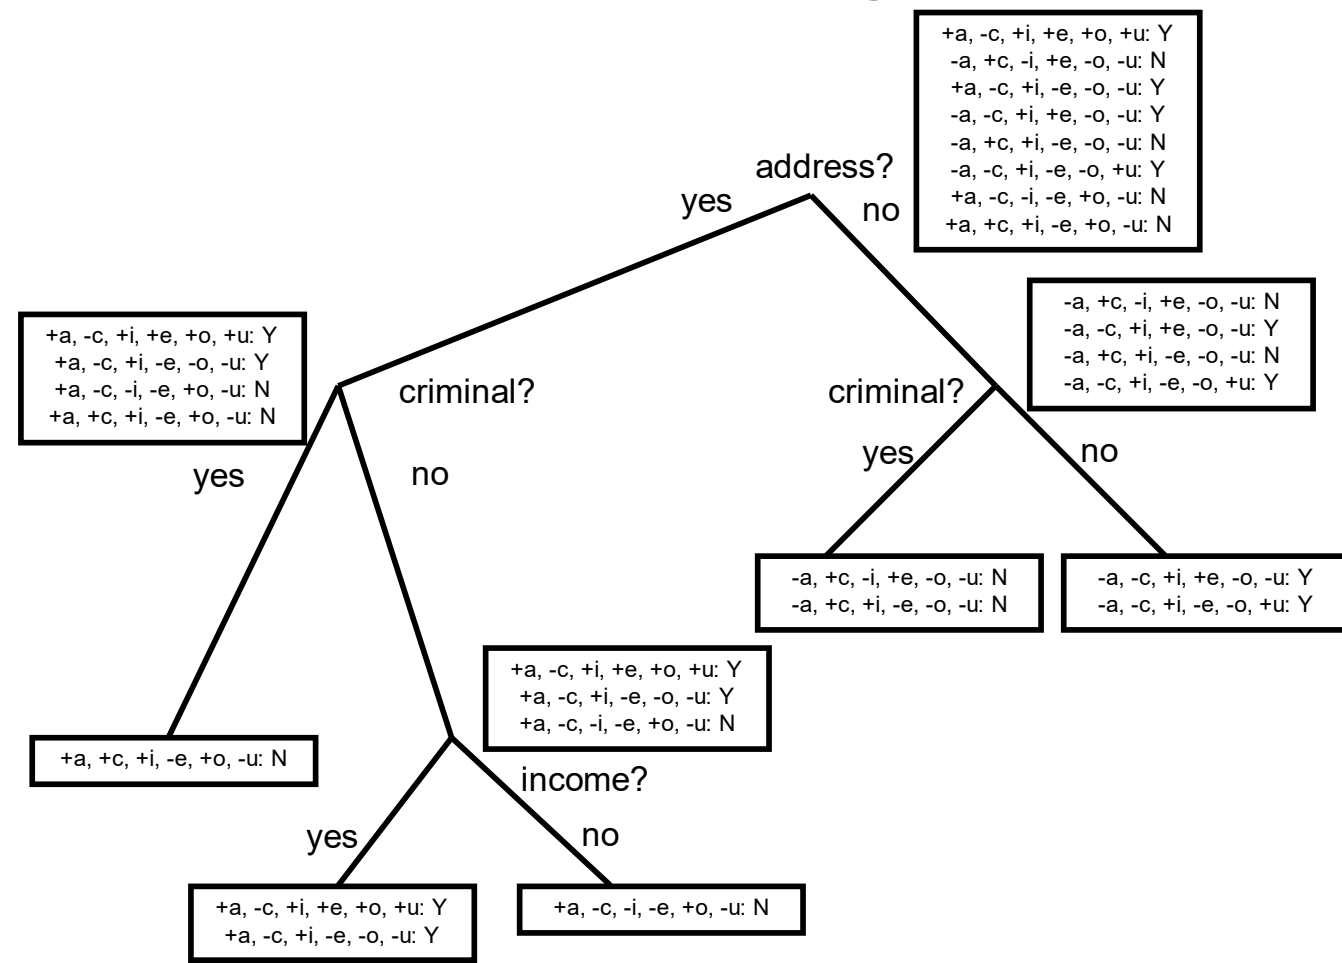 +a, -c, +i, +e, +o, +u: Y
-a, +c, -i, +e, -o, -u: N
+a, -c, +i, -e, -o, -u: Y
-a, -c, +i, +e, -o, -u: Y
-a, +c, +i, -e, -o, -u: N
-a, -c, +i, -e, -o, +u: Y
+a, -c, -i, -e, +o, -u: N
+a, +c, +i, -e, +o, -u: N
address?
yes
no
-a, +c, -i, +e, -o, -u: N
-a, -c, +i, +e, -o, -u: Y
-a, +c, +i, -e, -o, -u: N
-a, -c, +i, -e, -o, +u: Y
+a, -c, +i, +e, +o, +u: Y
+a, -c, +i, -e, -o, -u: Y
+a, -c, -i, -e, +o, -u: N
+a, +c, +i, -e, +o, -u: N
criminal?
criminal?
yes
no
yes
no
-a, +c, -i, +e, -o, -u: N
-a, +c, +i, -e, -o, -u: N
-a, -c, +i, +e, -o, -u: Y
-a, -c, +i, -e, -o, +u: Y
+a, -c, +i, +e, +o, +u: Y
+a, -c, +i, -e, -o, -u: Y
+a, -c, -i, -e, +o, -u: N
+a, +c, +i, -e, +o, -u: N
income?
yes
no
+a, -c, +i, +e, +o, +u: Y
+a, -c, +i, -e, -o, -u: Y
+a, -c, -i, -e, +o, -u: N